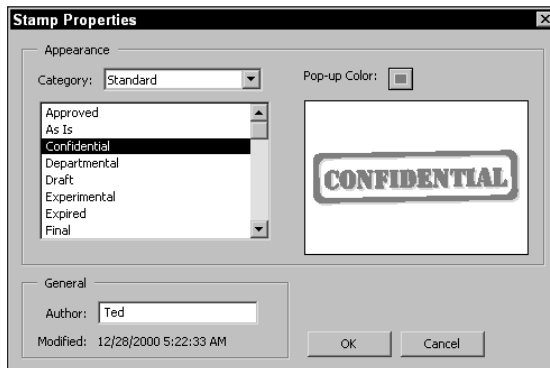 Stamp Properties
Appearance
Category: Standard
Pop-up Color:
Approved
As Is
Confidential
Departmental
Draft
Experimental
Expired
Final
CONFIDENTIAL
General
Author: Ted
Modified: 12/28/2000 5:22:33 AM
OK Cancel